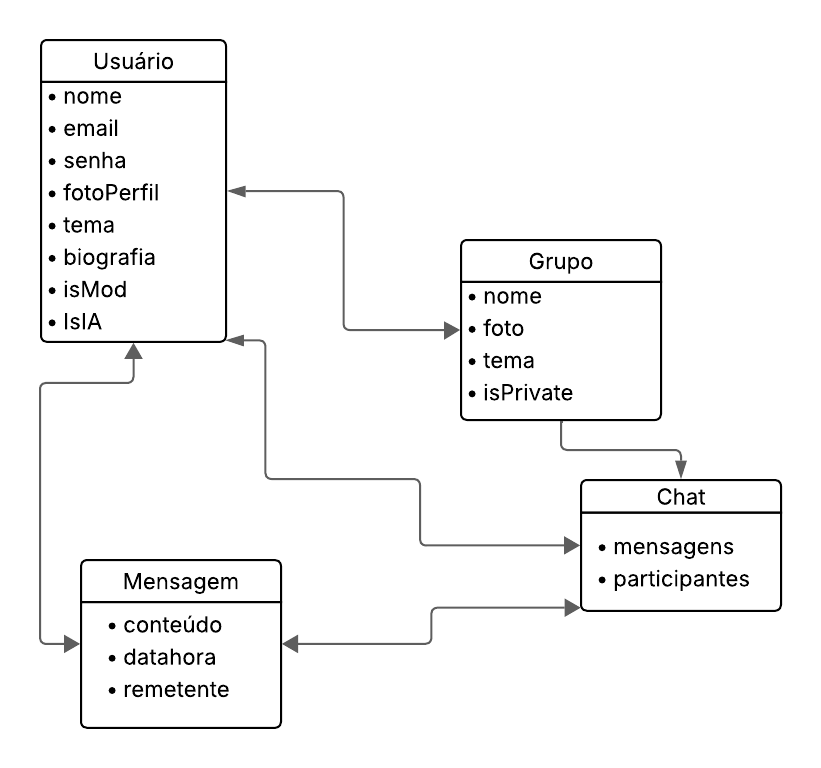 Usuário
• nome
• email
• senha
• fotoPerfil
• tema
• biografia
• isMod
• IsIA
Grupo
• nome
• foto
• tema
• isPrivate
Chat
• mensagens
• participantes
Mensagem
• conteúdo
• datahora
• remetente